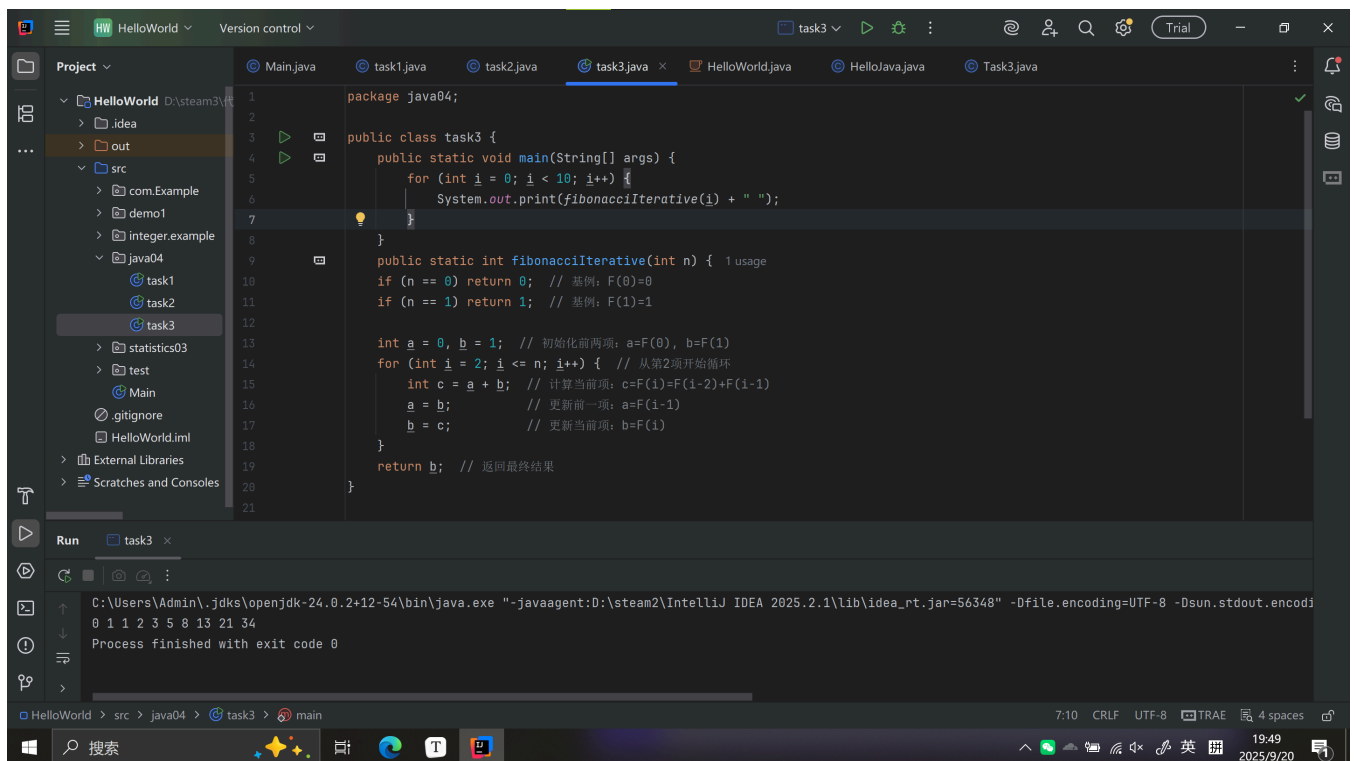 HW HelloWorld Version control task3 Trial
Project Main.java task1.java task2.java task3.java HelloWorld.java HelloJava.java Task3.java
HelloWorld D:\steam3\代
.idea
out
src
com.Example
demo1
integer.example
java04
task1
task2
task3
statistics03
test
Main
.gitignore
HelloWorld.iml
External Libraries
Scratches and Consoles
1 package java04;
2
3 public class task3 {
4 public static void main(String[] args) {
5 for (int i = 0; i < 10; i++) {
6 System.out.print(fibonacciIterative(i) + " ");
7 }
8 }
9 public static int fibonacciIterative(int n) { 1 usage
10 if (n == 0) return 0; // 基例：F(0)=0
11 if (n == 1) return 1; // 基例：F(1)=1
12
13 int a = 0, b = 1; // 初始化前两项：a=F(0), b=F(1)
14 for (int i = 2; i <= n; i++) { // 从第2项开始循环
15 int c = a + b; // 计算当前项：c=F(i)=F(i-2)+F(i-1)
16 a = b; // 更新前一项：a=F(i-1)
17 b = c; // 更新当前项：b=F(i)
18 }
19 return b; // 返回最终结果
20 }
21
Run task3
C:\Users\Admin\.jdks\openjdk-24.0.2+12-54\bin\java.exe "-javaagent:D:\steam2\IntelliJ IDEA 2025.2.1\lib\idea_rt.jar=56348" -Dfile.encoding=UTF-8 -Dsun.stdout.encodi
0 1 1 2 3 5 8 13 21 34
Process finished with exit code 0
HelloWorld > src > java04 > task3 > main 7:10 CRLF UTF-8 TRAE 4 spaces
搜索 T 英 拼 19:49
2025/9/20 1